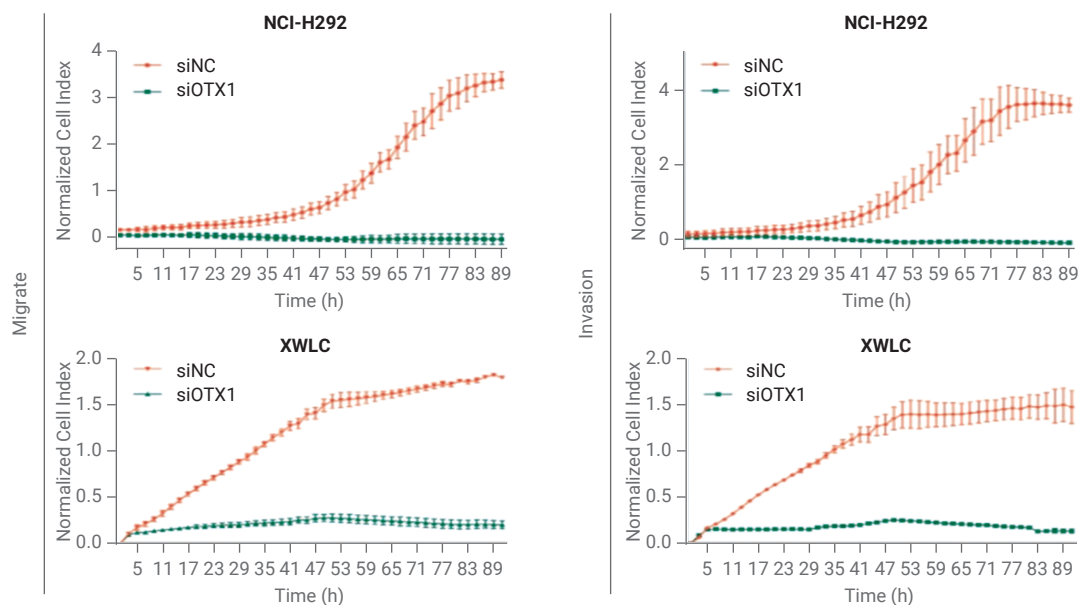 Migrate
NCI-H292
Normalized Cell Index
4
3
2
1
0
siNC
siOTX1
5 11 17 23 29 35 41 47 53 59 65 71 77 83 89
Time (h)
XWLC
Normalized Cell Index
2.0
1.5
1.0
0.5
0.0
siNC
siOTX1
5 11 17 23 29 35 41 47 53 59 65 71 77 83 89
Time (h)
Invasion
NCI-H292
Normalized Cell Index
4
2
0
siNC
siOTX1
5 11 17 23 29 35 41 47 53 59 65 71 77 83 89
Time (h)
XWLC
Normalized Cell Index
2.0
1.5
1.0
0.5
0.0
siNC
siOTX1
5 11 17 23 29 35 41 47 53 59 65 71 77 83 89
Time (h)